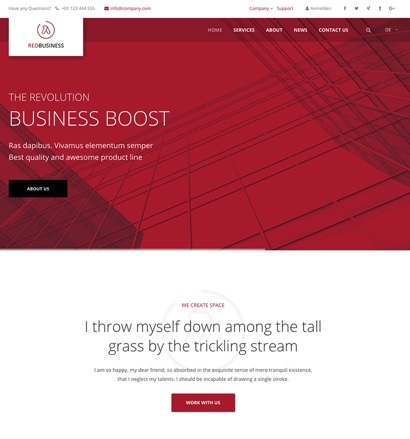 Have any Questions? +01 123 444 555 info@company.com Company Support Anmelden
REDBUSINESS
HOME SERVICES ABOUT NEWS CONTACT US DE
THE REVOLUTION
BUSINESS BOOST
Ras dapibus. Vivamus elementum semper
Best quality and awesome product line
ABOUT US
WE CREATE SPACE
I throw myself down among the tall
grass by the trickling stream
I am so happy, my dear friend, so absorbed in the exquisite sense of mere tranquil existence,
that I neglect my talents. I should be incapable of drawing a single stroke.
WORK WITH US